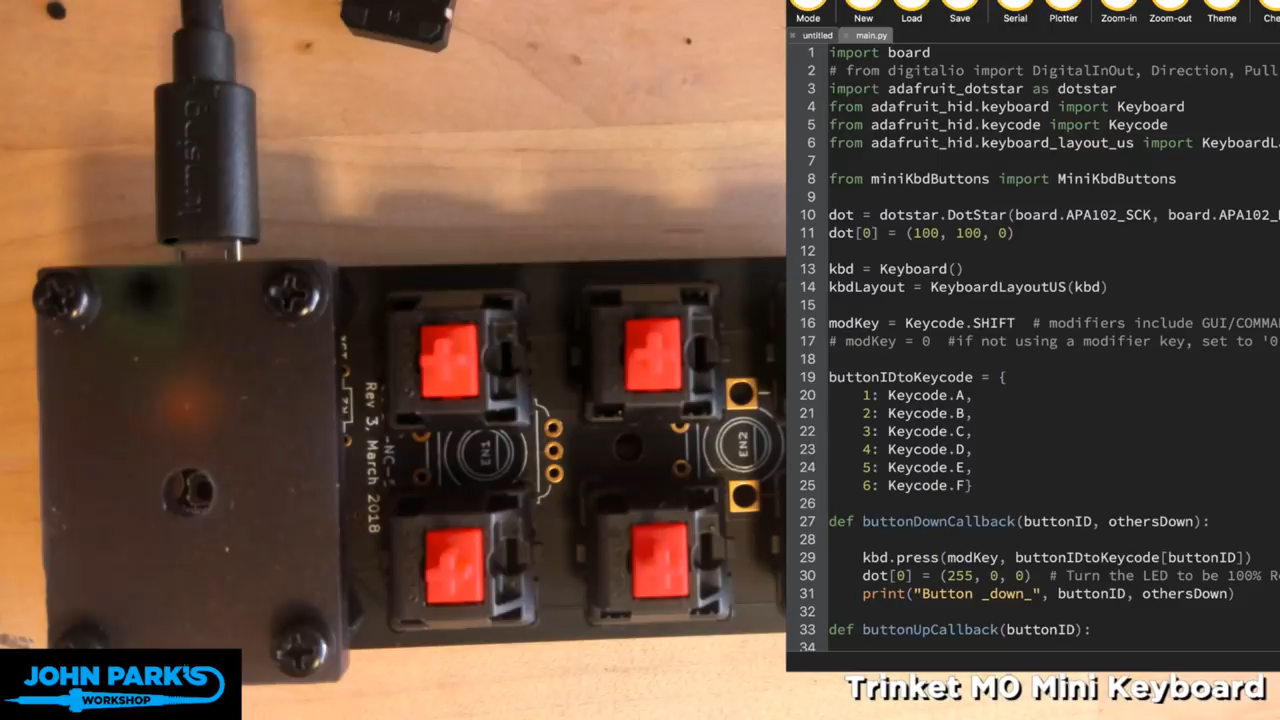 Mode New Load Save Serial Plotter Zoom-in Zoom-out Theme
untitled main.py
1 import board
2 # from digitalio import DigitalInOut, Direction, Pull
3 import adafruit_dotstar as dotstar
4 from adafruit_hid.keyboard import Keyboard
5 from adafruit_hid.keycode import Keycode
6 from adafruit_hid.keyboard_layout_us import KeyboardL
7
8 from miniKbdButtons import MiniKbdButtons
9
10 dot = dotstar.DotStar(board.APA102_SCK, board.APA102_
11 dot[0] = (100, 100, 0)
12
13 kbd = Keyboard()
14 kbdLayout = KeyboardLayoutUS(kbd)
15
16 modKey = Keycode.SHIFT # modifiers include GUI/COMMA
17 # modKey = 0 #if not using a modifier key, set to '0
18
19 buttonIDtoKeycode = {
20 1: Keycode.A,
21 2: Keycode.B,
22 3: Keycode.C,
23 4: Keycode.D,
24 5: Keycode.E,
25 6: Keycode.F}
26
27 def buttonDownCallback(buttonID, othersDown):
28
29 kbd.press(modKey, buttonIDtoKeycode[buttonID])
30 dot[0] = (255, 0, 0) # Turn the LED to be 100% R
31 print("Button _down_", buttonID, othersDown)
32
33 def buttonUpCallback(buttonID):
34
Rev 3, March 2018
EN1
EN2
JOHN PARK'S
WORKSHOP
Trinket M0 Mini Keyboard